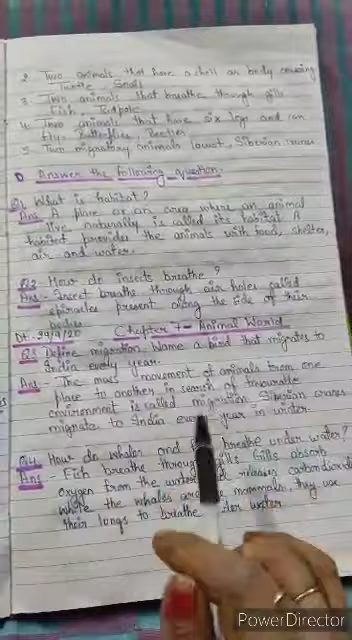 2. Two animals that have a shell as body covering
Turtle, Snail
3. Two animals that breathe through gills
Fish, Tadpole
4. Two animals that have six legs and can
fly - Butterflies, Beetles
5. Two migratory animals locust, Siberian cranes
D Answer the following question.
Q1 What is habitat?
Ans. A place or an area where an animal
live naturally is called its habitat A
habitat provides the animals with food, shelter,
air and water.
Q2 How do insects breathe?
Ans - Insect breathe through air holes called
spiracles present along the side of their
bodies
Dt - 29/4/20 Chapter 7 - Animal World
Q3 Define migration. Name a bird that migrates to
India every year.
Ans - The mass movement of animals from one
place to another in search of favourable
environment is called migration Siberian cranes
migrate to India every year in winter.
Q4 How do whales and breathe under water?
Ans - Fish breathe through gills Gills absorb
oxygen from the water releases carbondioxide
while the whales are mammals, they use
their longs to breathe water
PowerDirector